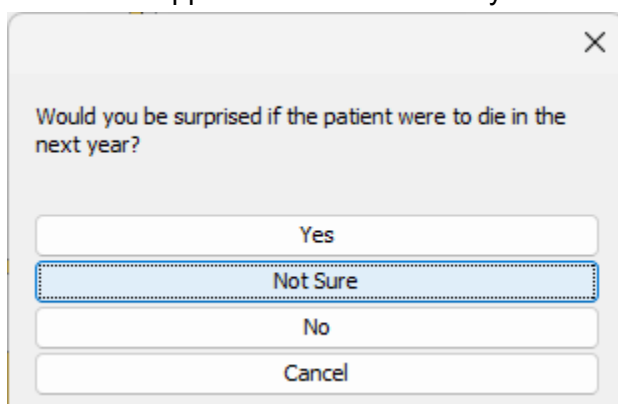 Would you be surprised if the patient were to die in the
next year?
Yes
Not Sure
No
Cancel